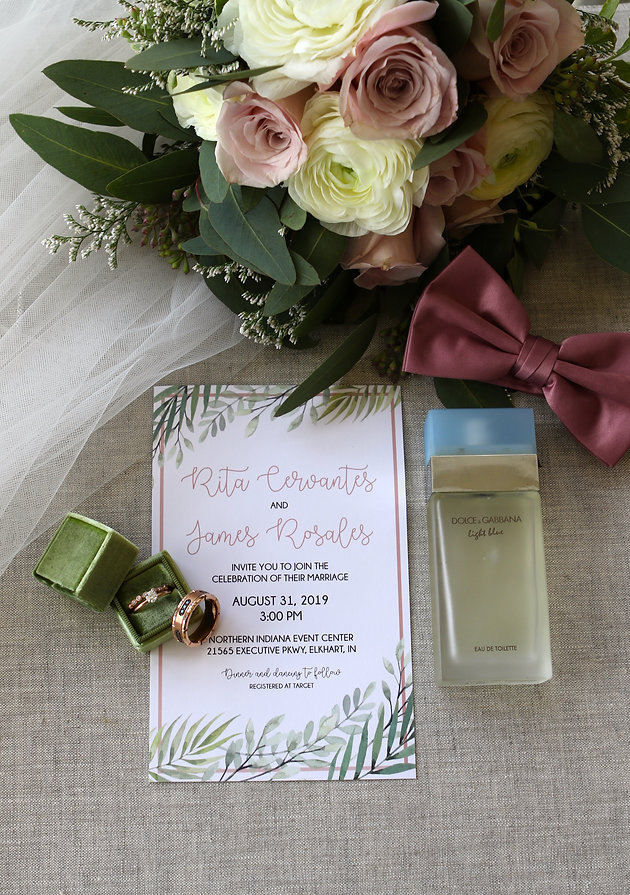 Rita Cervantes
AND
James Rosales
INVITE YOU TO JOIN THE
CELEBRATION OF THEIR MARRIAGE
AUGUST 31, 2019
3:00 PM
NORTHERN INDIANA EVENT CENTER
21565 EXECUTIVE PKWY, ELKHART, IN
Dinner and dancing to follow
REGISTERED AT TARGET
DOLCE & GABBANA
light blue
EAU DE TOILETTE